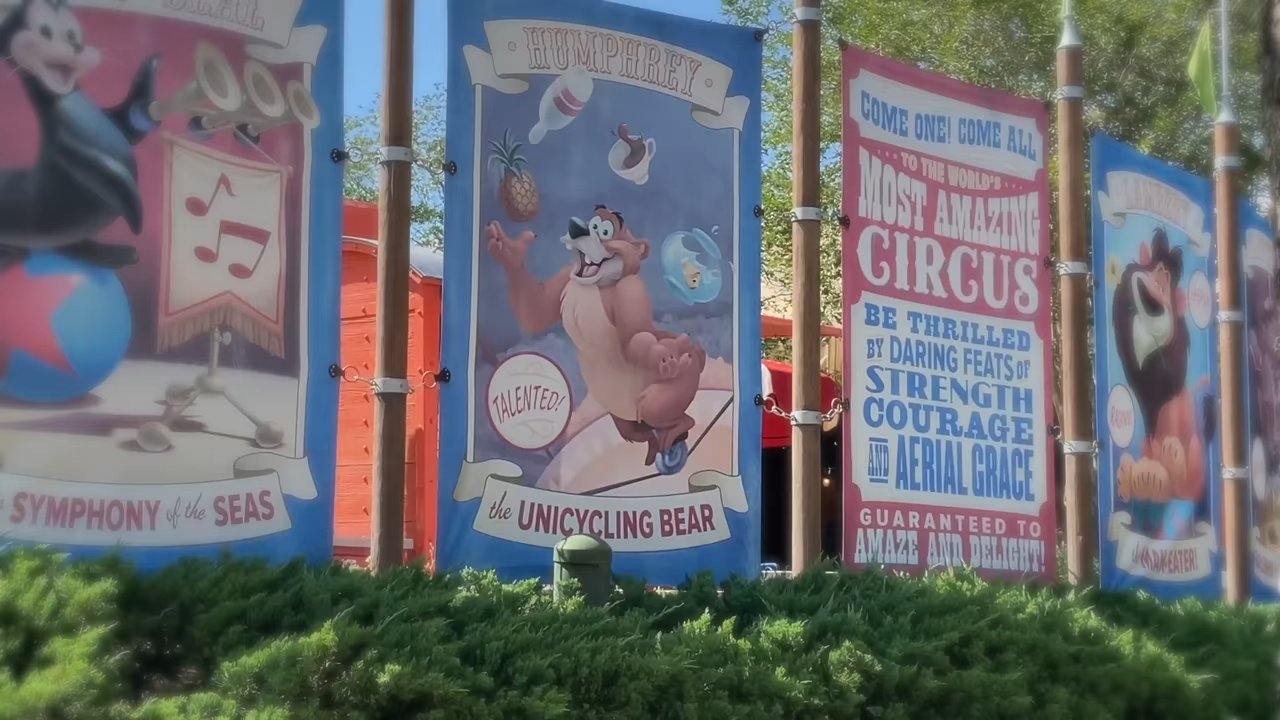 SEAL
SYMPHONY of the SEAS
HUMPHREY
TALENTED!
the UNICYCLING BEAR
COME ONE! COME ALL
TO THE WORLD'S
MOST AMAZING
CIRCUS
BE THRILLED
BY DARING FEATS OF
STRENGTH
COURAGE
AND AERIAL GRACE
GUARANTEED TO
AMAZE AND DELIGHT!